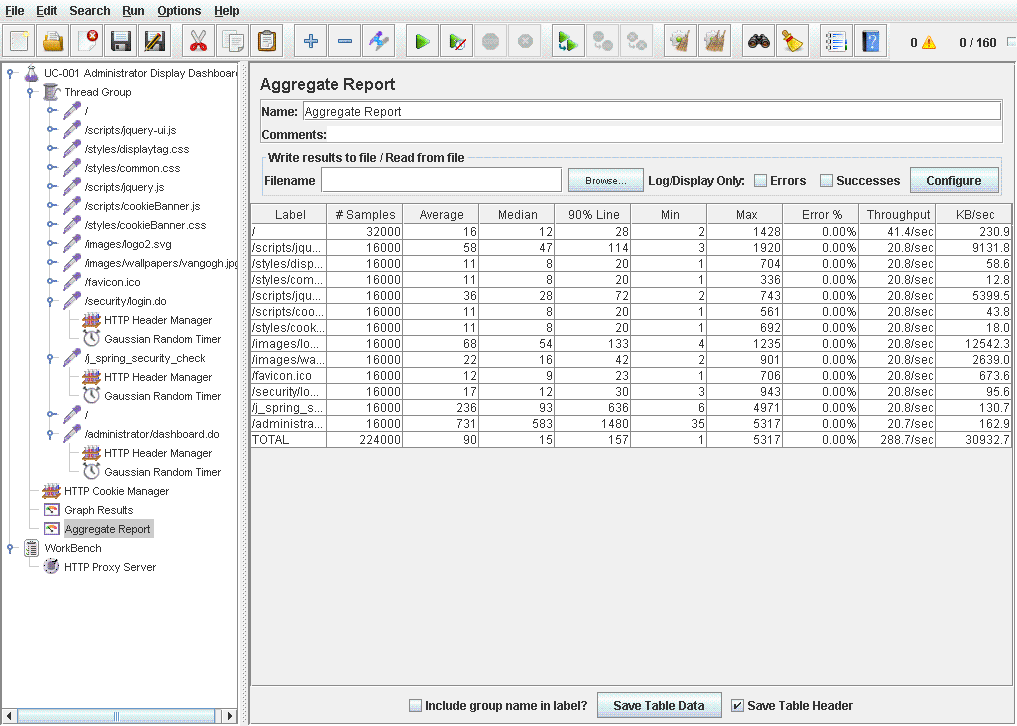 File Edit Search Run Options Help
0 0 / 160
UC-001 Administrator Display Dashboard
Thread Group
/
/scripts/jquery-ui.js
/styles/displaytag.css
/styles/common.css
/scripts/jquery.js
/scripts/cookieBanner.js
/styles/cookieBanner.css
/images/logo2.svg
/images/wallpapers/vangogh.jpg
/favicon.ico
/security/login.do
HTTP Header Manager
Gaussian Random Timer
/j_spring_security_check
HTTP Header Manager
Gaussian Random Timer
/
/administrator/dashboard.do
HTTP Header Manager
Gaussian Random Timer
HTTP Cookie Manager
Graph Results
Aggregate Report
WorkBench
HTTP Proxy Server
Aggregate Report
Name: Aggregate Report
Comments:
Write results to file / Read from file
Filename Browse... Log/Display Only: Errors Successes Configure
Label # Samples Average Median 90% Line Min Max Error % Throughput KB/sec
/ 32000 16 12 28 2 1428 0.00% 41.4/sec 230.9
/scripts/jqu... 16000 58 47 114 3 1920 0.00% 20.8/sec 9131.8
/styles/disp... 16000 11 8 20 1 704 0.00% 20.8/sec 58.6
/styles/com... 16000 11 8 20 1 336 0.00% 20.8/sec 12.8
/scripts/jqu... 16000 36 28 72 2 743 0.00% 20.8/sec 5399.5
/scripts/coo... 16000 11 8 20 1 561 0.00% 20.8/sec 43.8
/styles/cook... 16000 11 8 20 1 692 0.00% 20.8/sec 18.0
/images/lo... 16000 68 54 133 4 1235 0.00% 20.8/sec 12542.3
/images/wa... 16000 22 16 42 2 901 0.00% 20.8/sec 2639.0
/favicon.ico 16000 12 9 23 1 706 0.00% 20.8/sec 673.6
/security/lo... 16000 17 12 30 3 943 0.00% 20.8/sec 95.6
/j_spring_s... 16000 236 93 636 6 4971 0.00% 20.8/sec 130.7
/administra... 16000 731 583 1480 35 5317 0.00% 20.7/sec 162.9
TOTAL 224000 90 15 157 1 5317 0.00% 288.7/sec 30932.7
Include group name in label? Save Table Data Save Table Header